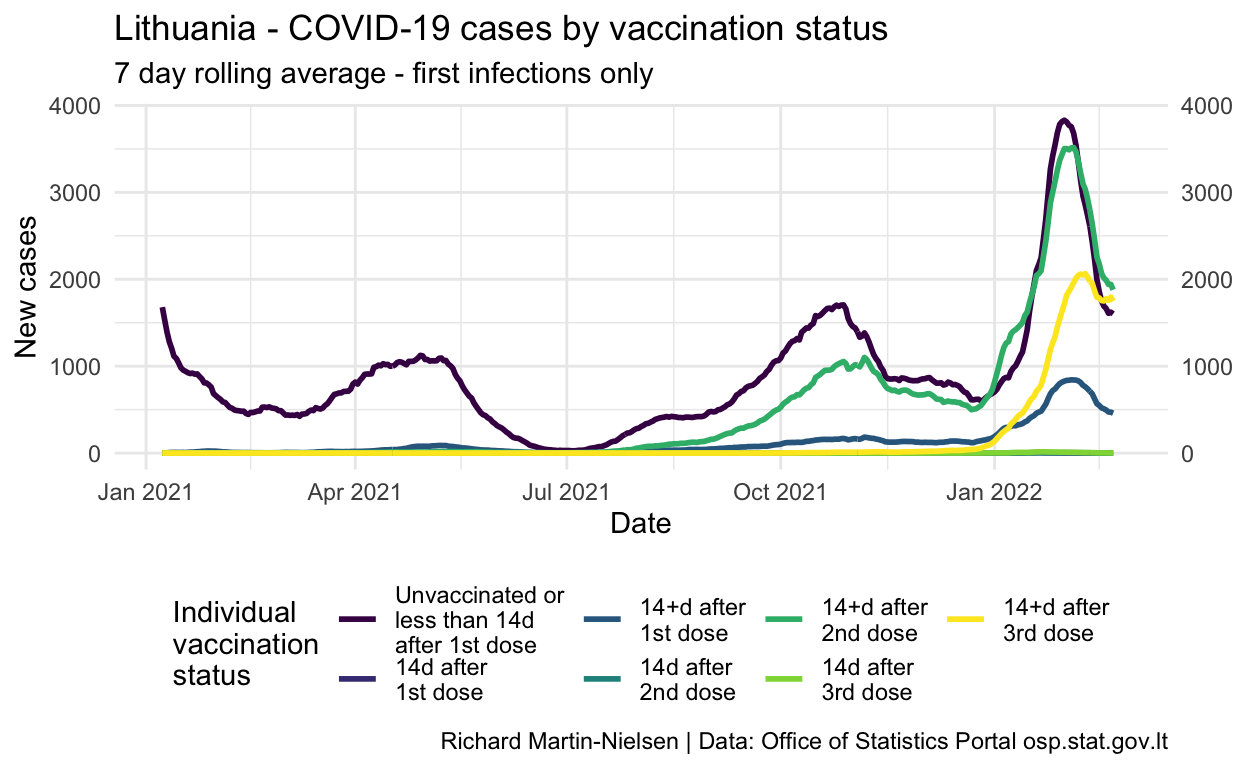 Lithuania - COVID-19 cases by vaccination status
7 day rolling average - first infections only
4000
3000
2000
1000
0
New cases
4000
3000
2000
1000
0
Jan 2021
Apr 2021
Jul 2021
Oct 2021
Jan 2022
Date
Individual
vaccination
status
Unvaccinated or
less than 14d
after 1st dose
14d after
1st dose
14+d after
1st dose
14d after
2nd dose
14+d after
2nd dose
14d after
3rd dose
14+d after
3rd dose
Richard Martin-Nielsen | Data: Office of Statistics Portal osp.stat.gov.lt